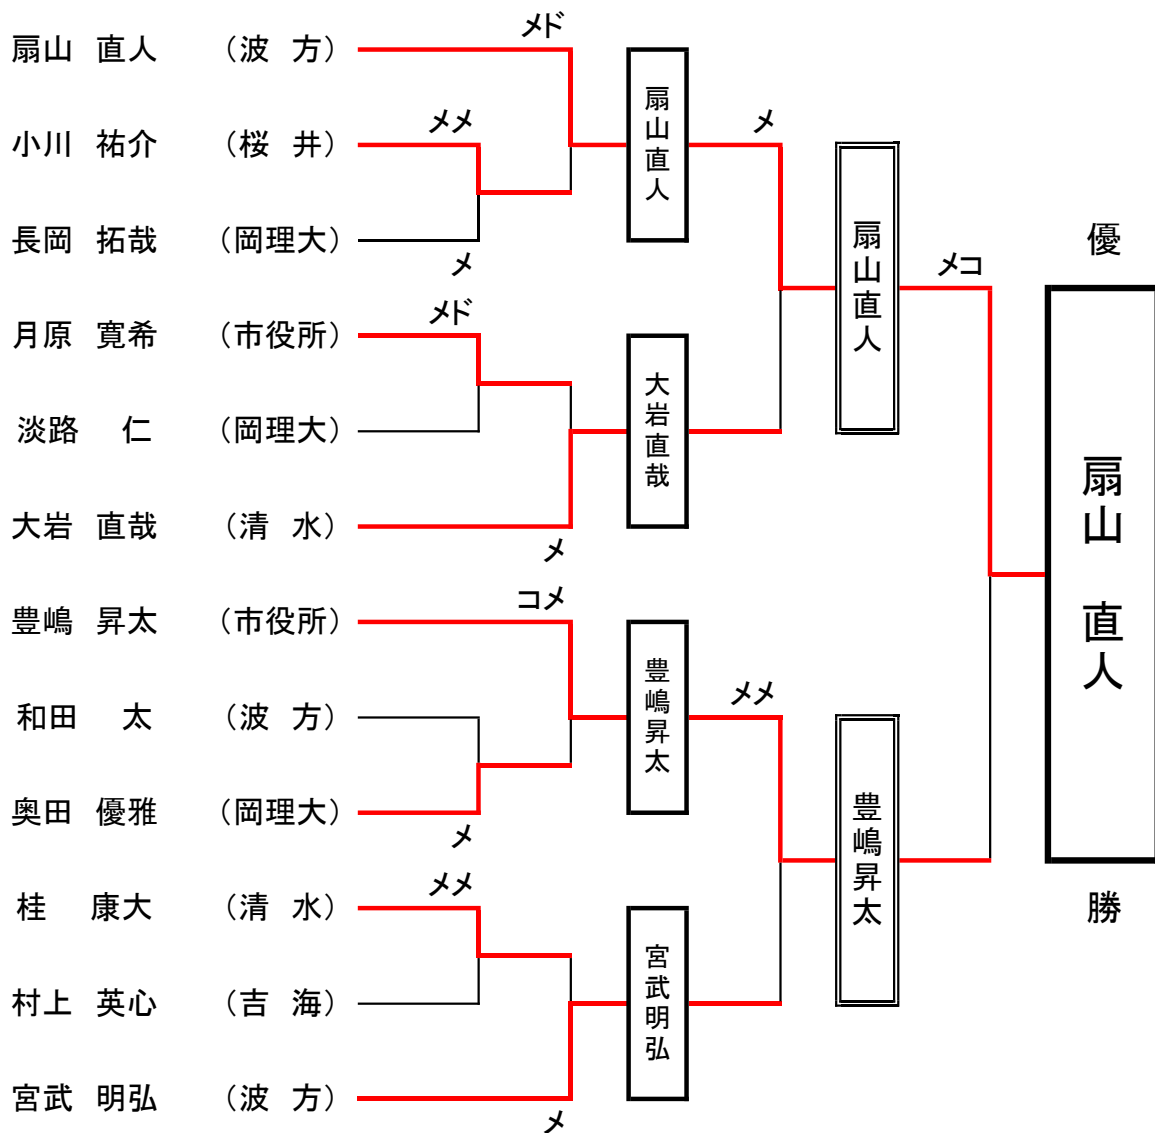 扇山 直人 （波 方）
メド
小川 祐介 （桜 井）
メメ
長岡 拓哉 （岡理大）
メ
月原 寛希 （市役所）
メド
淡路 仁 （岡理大）
大岩 直哉 （清 水）
メ
豊嶋 昇太 （市役所）
コメ
和田 太 （波 方）
奥田 優雅 （岡理大）
メ
桂 康大 （清 水）
メメ
村上 英心 （吉 海）
宮武 明弘 （波 方）
メ
扇山直人
メ
大岩直哉
豊嶋昇太
メメ
宮武明弘
扇山直人
メコ
豊嶋昇太
優
扇山 直人
勝